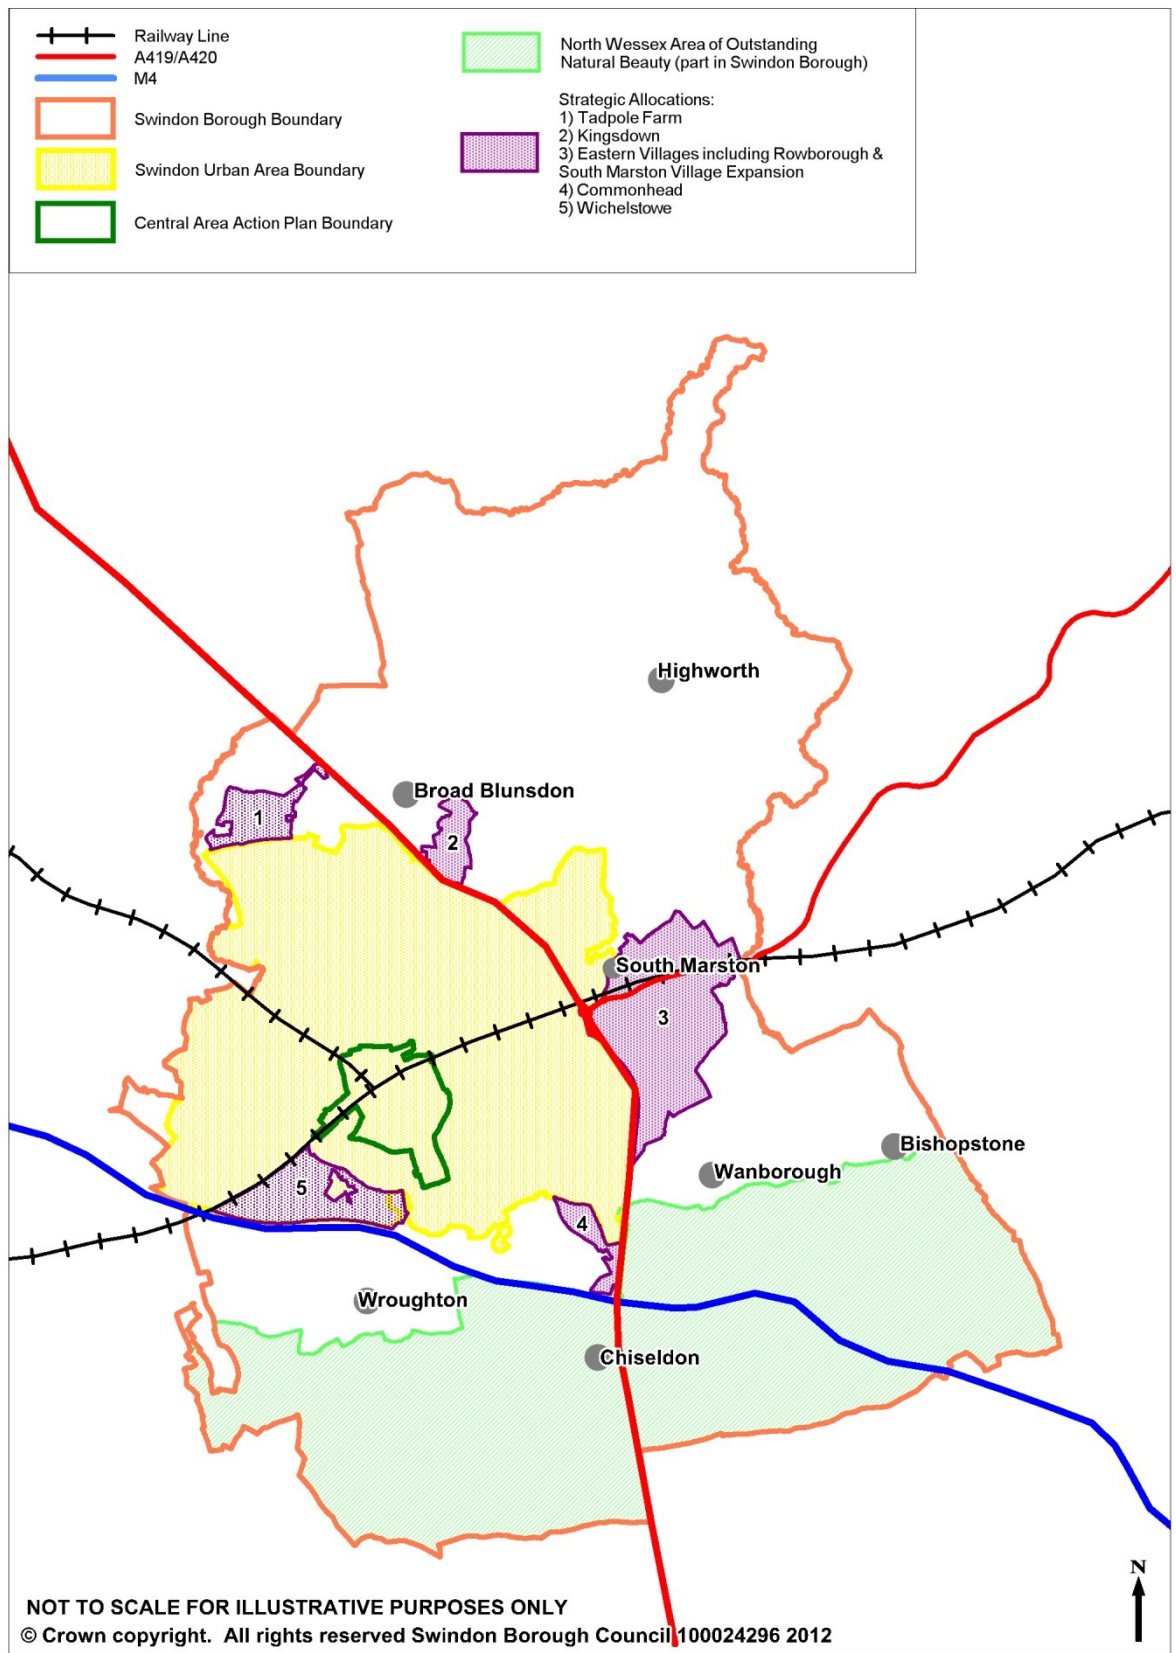 Railway Line
A419/A420
M4
Swindon Borough Boundary
Swindon Urban Area Boundary
Central Area Action Plan Boundary
North Wessex Area of Outstanding
Natural Beauty (part in Swindon Borough)
Strategic Allocations:
1) Tadpole Farm
2) Kingsdown
3) Eastern Villages including Rowborough &
South Marston Village Expansion
4) Commonhead
5) Wichelstowe
Highworth
Broad Blunsdon
1
2
South Marston
3
Bishopstone
Wanborough
5
4
Wroughton
Chiseldon
N
NOT TO SCALE FOR ILLUSTRATIVE PURPOSES ONLY
© Crown copyright. All rights reserved Swindon Borough Council 100024296 2012